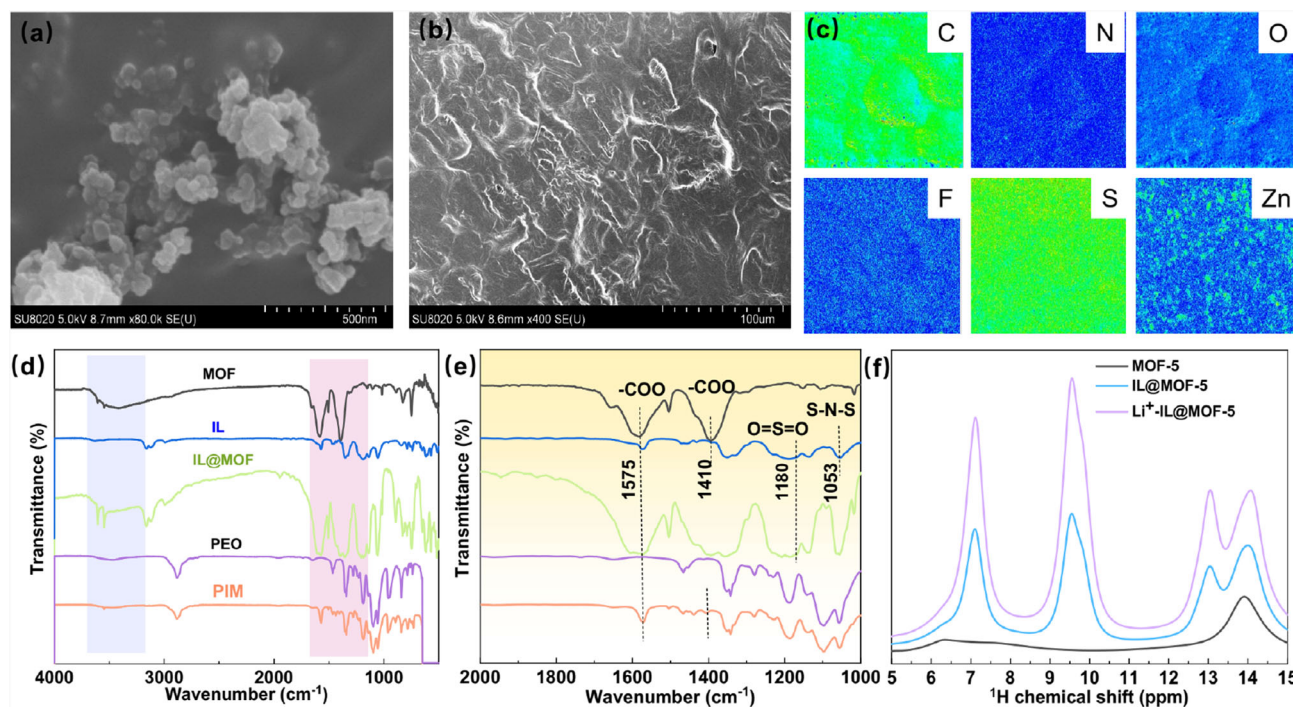 (a)
SU8020 5.0kV 8.7mm x80.0k SE(U)
500nm
(b)
SU8020 5.0kV 8.6mm x400 SE(U)
100um
(c)
C
N
O
F
S
Zn
(d)
MOF
IL
IL@MOF
PEO
PIM
Transmittance (%)
4000
3000
2000
1000
Wavenumber (cm⁻¹)
(e)
-COO
-COO
S-N-S
O=S=O
1575
1410
1180
1053
Transmittance (%)
2000
1800
1600
1400
1200
1000
Wavenumber (cm⁻¹)
(f)
MOF-5
IL@MOF-5
Li⁺-IL@MOF-5
5
6
7
8
9
10
11
12
13
14
15
¹H chemical shift (ppm)